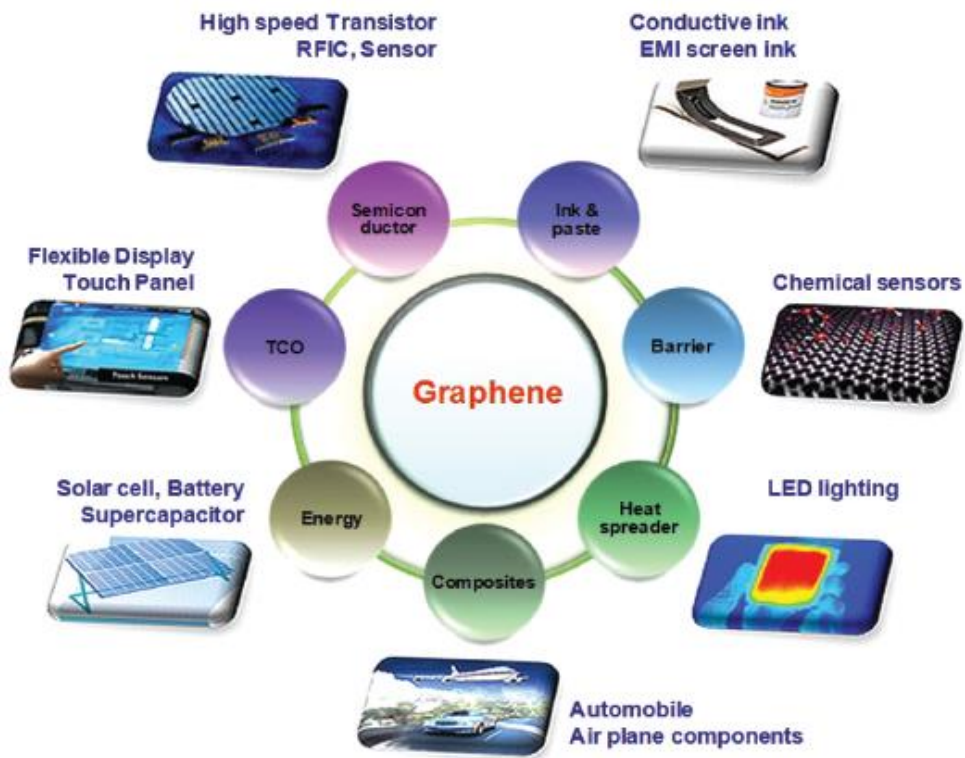 High speed Transistor
RFIC, Sensor
Conductive ink
EMI screen ink
Semicon
ductor
Ink &
paste
Flexible Display
Touch Panel
Chemical sensors
TCO
Barrier
Touch Sensors
Graphene
Solar cell, Battery
Supercapacitor
LED lighting
Energy
Heat
spreader
Composites
Automobile
Air plane components